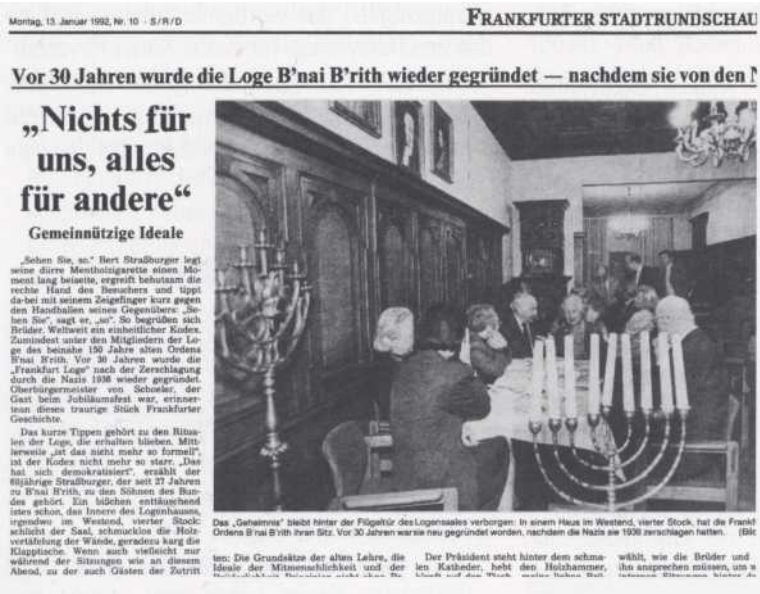 Montag, 13. Januar 1992, Nr. 10 - S/R/D
FRANKFURTER STADTRUNDSCHAU
Vor 30 Jahren wurde die Loge B'nai B'rith wieder gegründet — nachdem sie von den N
„Nichts für
uns, alles
für andere“
Gemeinnützige Ideale
„Sehen Sie, so.“ Bert Straßburger legt
seine dürre Mentholzigarette einen Mo-
ment lang beiseite, ergreift behutsam die
rechte Hand des Besuchers und tippt
da-bei mit seinem Zeigefinger kurz gegen
den Handballen seines Gegenübers: „Se-
hen Sie“, sagt er, „so“. So begrüßen sich
Brüder. Weltweit ein einheitlicher Kodex.
Zumindest unter den Mitgliedern der Lo-
ge des beinahe 150 Jahre alten Ordens
B'nai B'rith. Vor 30 Jahren wurde die
„Frankfurt Loge“ nach der Zerschlagung
durch die Nazis 1938 wieder gegründet.
Oberbürgermeister von Schoeler, der
Gast beim Jubiläumsfest war, erinner-
te an dieses traurige Stück Frankfurter
Geschichte.
Das kurze Tippen gehört zu den Ritua-
len der Loge, die erhalten blieben. Mitt-
lerweile „ist das nicht mehr so formell“,
ist der Kodex nicht mehr so starr. „Das
hat sich demokratisiert“, erzählt der
jährige Straßburger, der seit 27 Jahren
zu B'nai B'rith, zu den Söhnen des Bun-
des gehört. Ein bißchen enttäuschend
ist es schon, das Innere des Logenhauses,
irgendwo im Westend, vierter Stock:
schlicht der Saal, schmucklos die Holz-
vertäfelung der Wände, geradezu karg die
Klapptische. Wenn auch vielleicht nur
während der Sitzungen wie an diesem
Abend, zu der auch Gästen der Zutritt
Das „Geheimnis“ bleibt hinter der Flügeltür des Logensaales verborgen: In einem Haus im Westend, vierter Stock, hat die Frankf
Ordens B'nai B'rith ihren Sitz. Vor 30 Jahren war sie neu gegründet worden, nachdem die Nazis sie 1938 zerschlagen hatten. (Bild
ten: Die Grundsätze der alten Lehre, die
Ideale der Mitmenschlichkeit und der
Der Präsident steht hinter dem schma-
len Katheder, hebt den Holzhammer,
wählt, wie die Brüder und
ihn ansprechen müssen, um